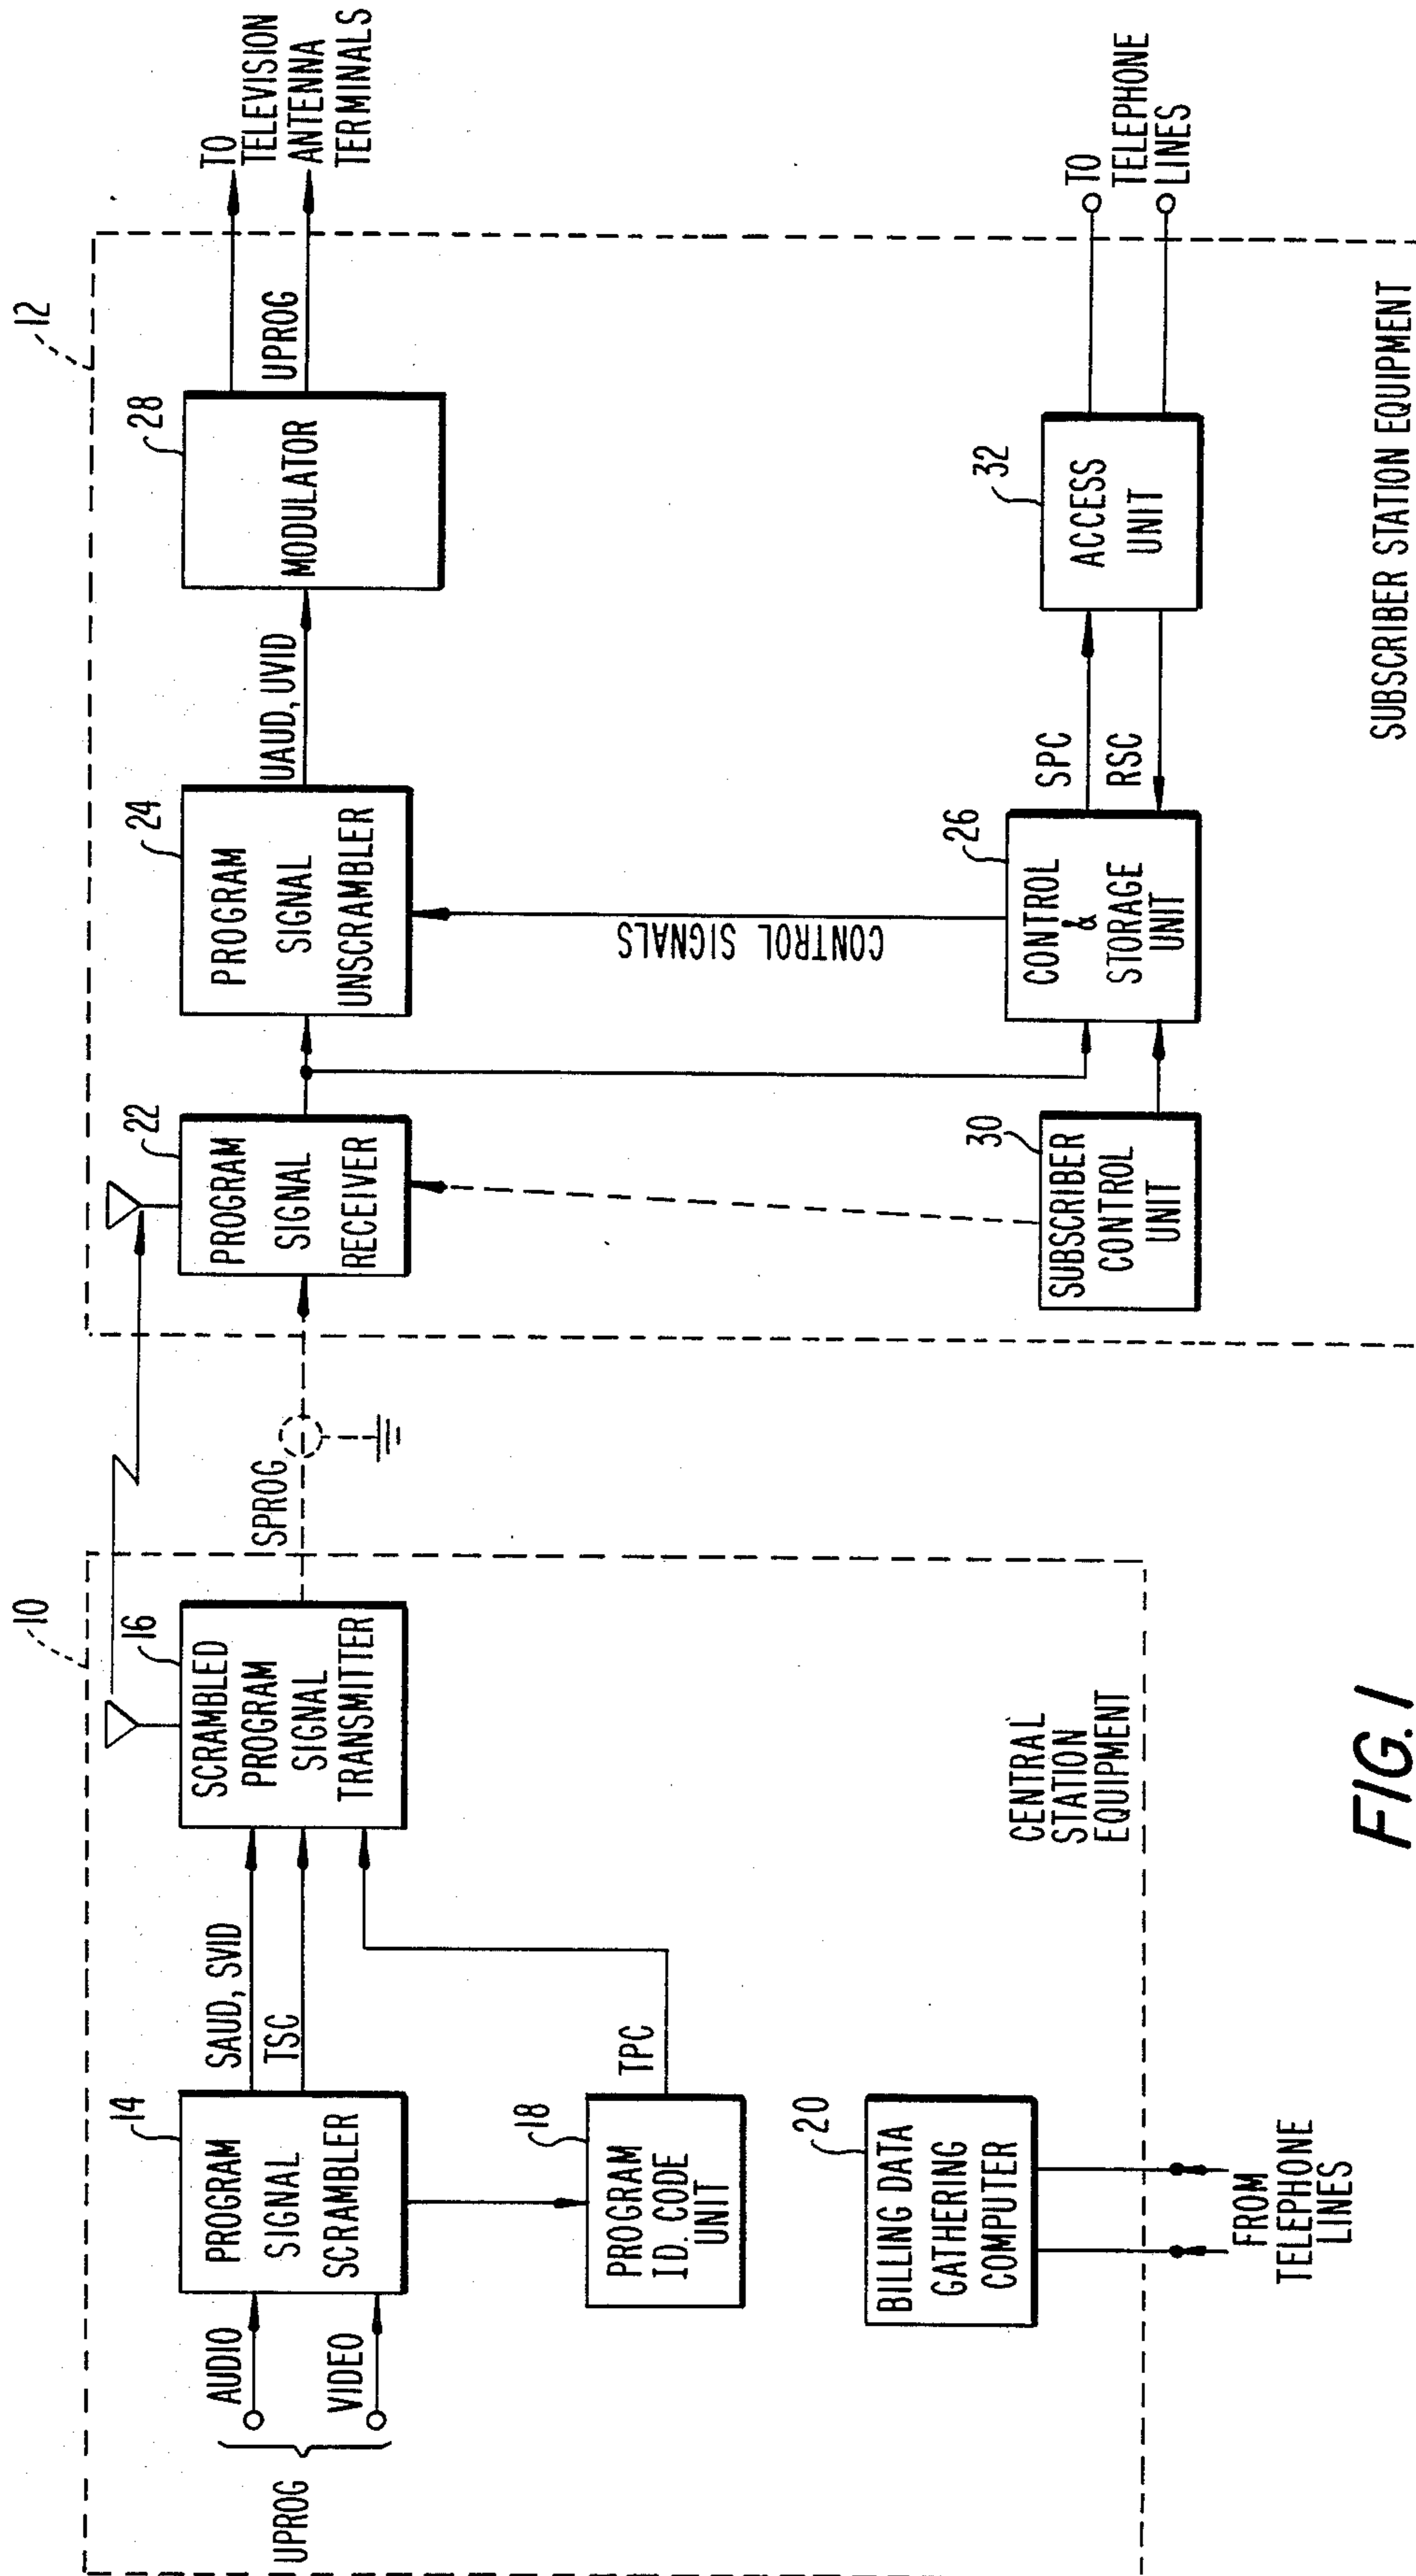 10
UPROG
AUDIO
VIDEO
14
PROGRAM
SIGNAL
SCRAMBLER
SAUD, SVID
TSC
16
SCRAMBLED
PROGRAM
SIGNAL
TRANSMITTER
18
PROGRAM
ID. CODE
UNIT
TPC
20
BILLING DATA
GATHERING
COMPUTER
FROM
TELEPHONE
LINES
CENTRAL
STATION
EQUIPMENT
SPROG
12
22
PROGRAM
SIGNAL
RECEIVER
24
PROGRAM
SIGNAL
UNSCRAMBLER
UAUD, UVID
28
MODULATOR
UPROG
TO
TELEVISION
ANTENNA
TERMINALS
CONTROL SIGNALS
30
SUBSCRIBER
CONTROL
UNIT
26
CONTROL
&
STORAGE
UNIT
SPC
RSC
32
ACCESS
UNIT
TO
TELEPHONE
LINES
SUBSCRIBER STATION EQUIPMENT
FIG. 1